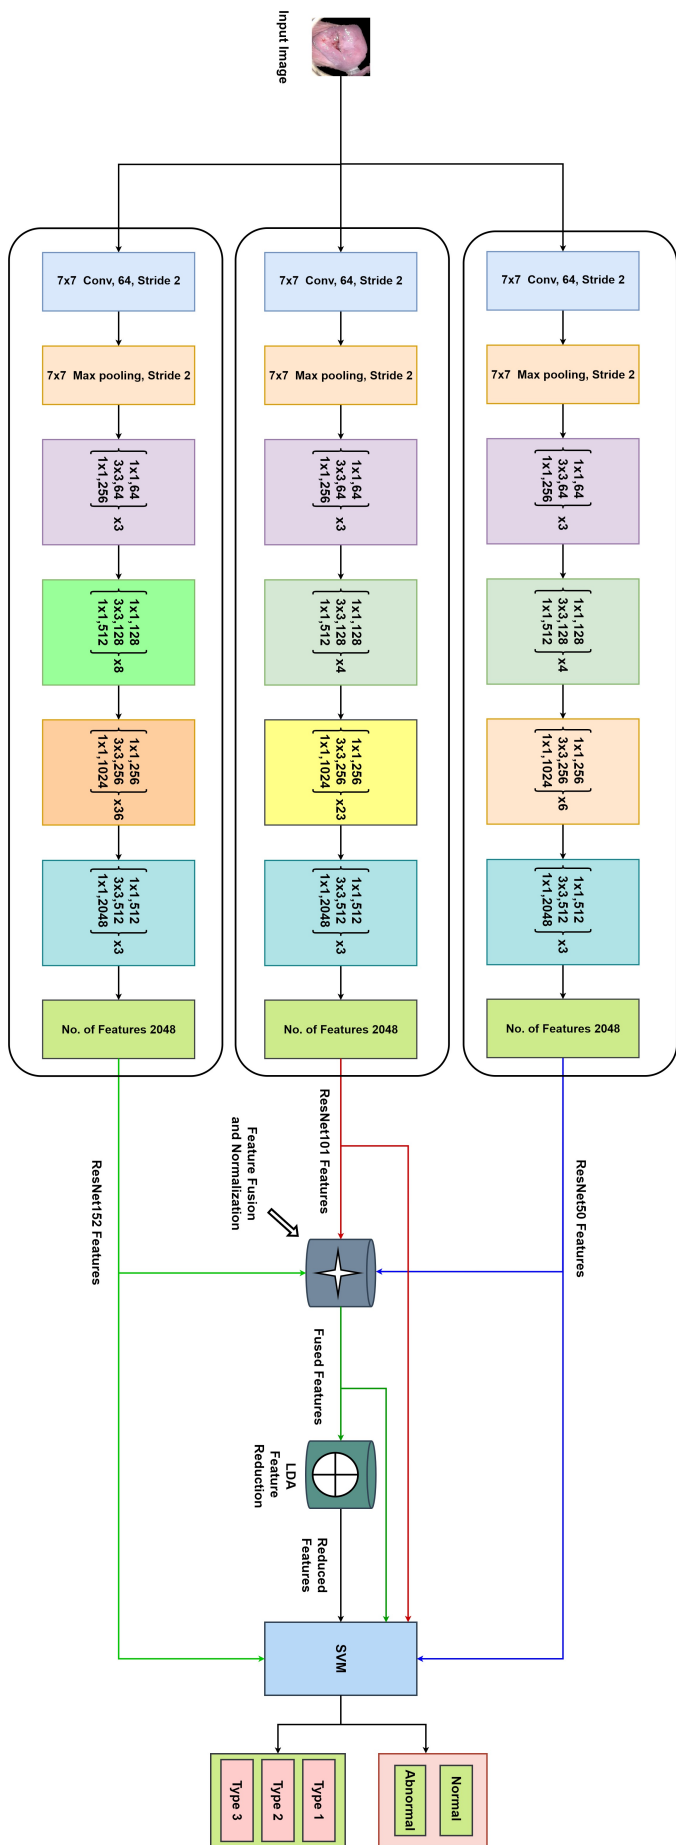 Input Image
7x7 Conv, 64, Stride 2
7x7 Max pooling, Stride 2
1x1,64
3x3,64
1x1,256
x3
1x1,128
3x3,128
1x1,512
x8
1x1,256
3x3,256
1x1,1024
x36
1x1,512
3x3,512
1x1,2048
x3
No. of Features 2048
7x7 Conv, 64, Stride 2
7x7 Max pooling, Stride 2
1x1,64
3x3,64
1x1,256
x3
1x1,128
3x3,128
1x1,512
x4
1x1,256
3x3,256
1x1,1024
x23
1x1,512
3x3,512
1x1,2048
x3
No. of Features 2048
7x7 Conv, 64, Stride 2
7x7 Max pooling, Stride 2
1x1,64
3x3,64
1x1,256
x3
1x1,128
3x3,128
1x1,512
x4
1x1,256
3x3,256
1x1,1024
x6
1x1,512
3x3,512
1x1,2048
x3
No. of Features 2048
ResNet152 Features
Feature Fusion
and Normalization
ResNet101 Features
ResNet50 Features
Fused Features
LDA
Feature
Reduction
Reduced
Features
SVM
Normal
Abnormal
Type 1
Type 2
Type 3